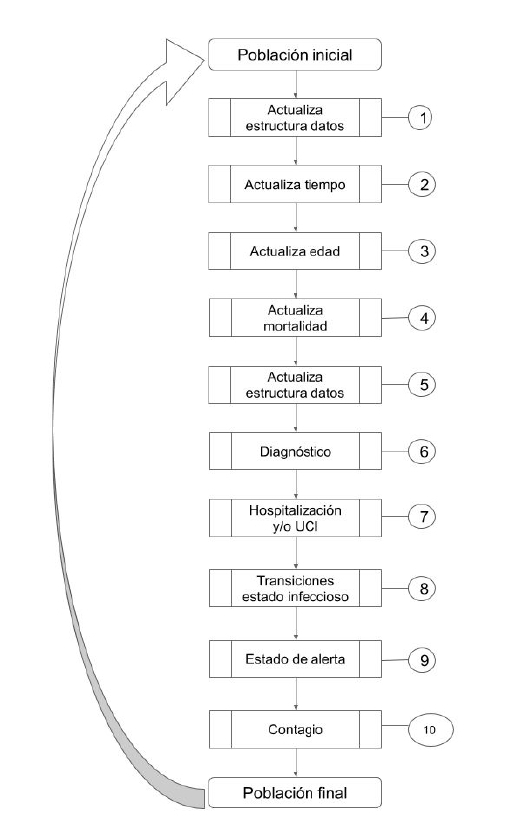 Población inicial
Actualiza
estructura datos
1
Actualiza tiempo
2
Actualiza edad
3
Actualiza
mortalidad
4
Actualiza
estructura datos
5
Diagnóstico
6
Hospitalización
y/o UCI
7
Transiciones
estado infeccioso
8
Estado de alerta
9
Contagio
10
Población final